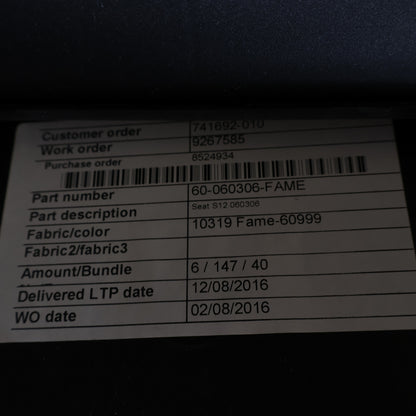 Customer order 741692-010
Work order 9267585
Purchase order 8524934
Part number 60-060306-FAME
Part description Seat S12 060306
Fabric/color 10319 Fame-60999
Fabric2/fabric3
Amount/Bundle 6 / 147 / 40
Delivered LTP date 12/08/2016
WO date 02/08/2016